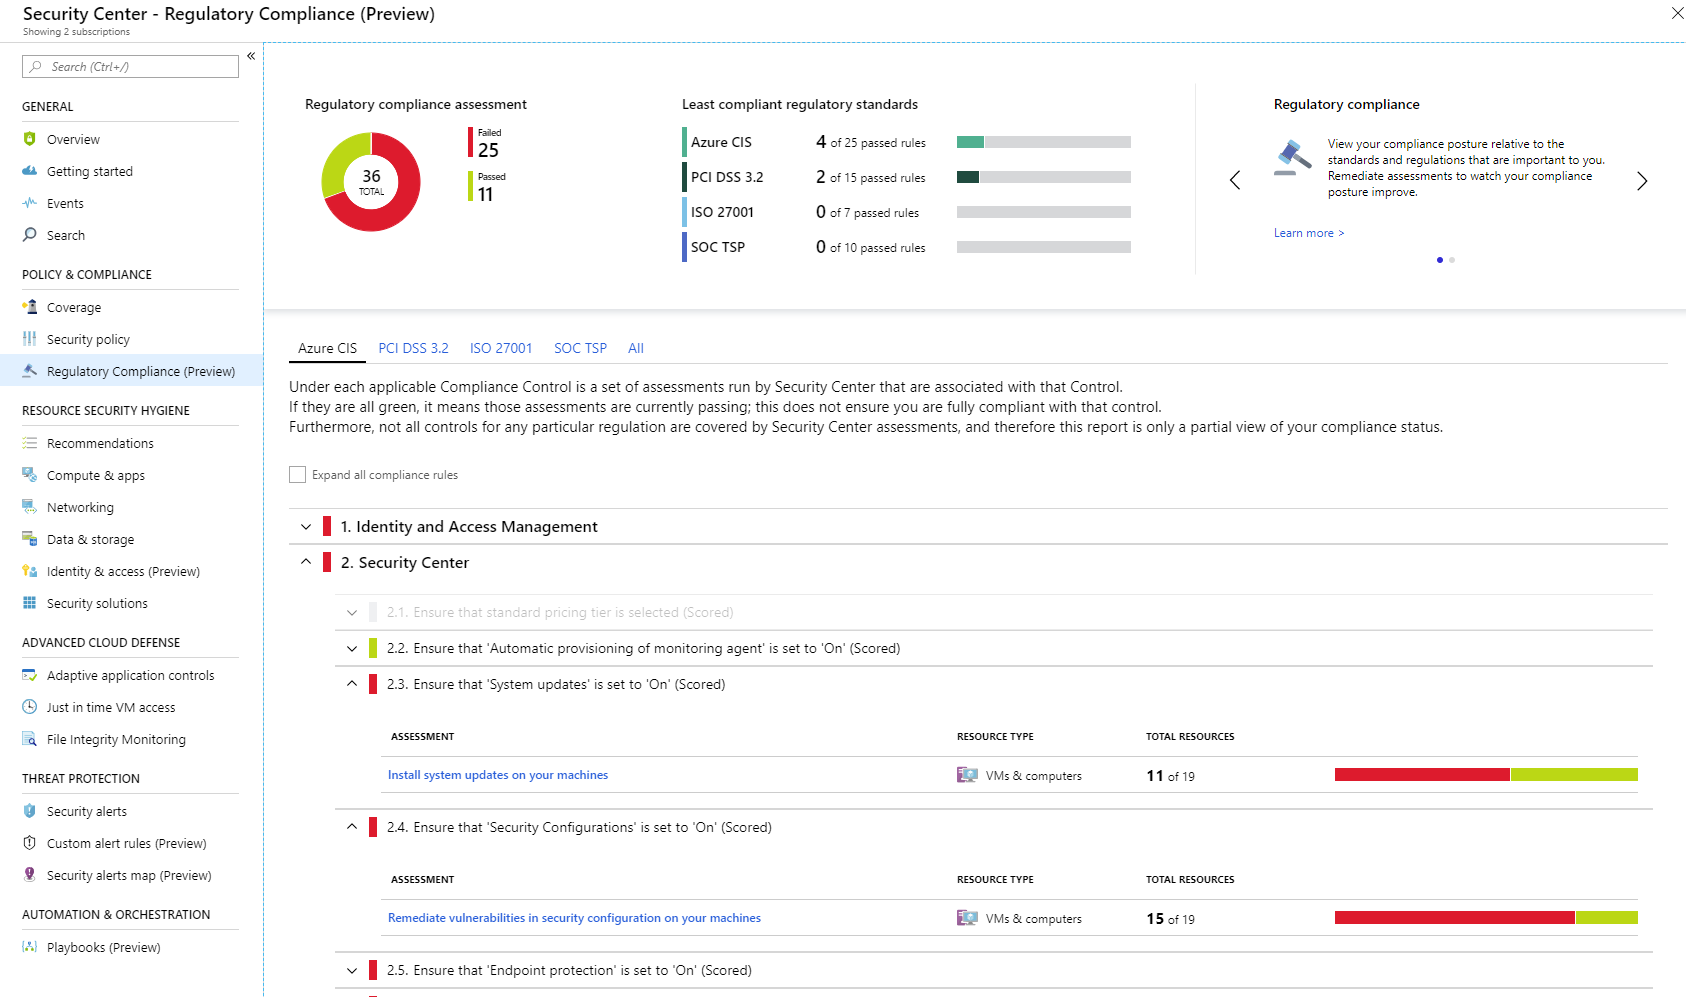 Security Center - Regulatory Compliance (Preview)
Showing 2 subscriptions
Search (Ctrl+/)
GENERAL
Overview
Getting started
Events
Search
POLICY & COMPLIANCE
Coverage
Security policy
Regulatory Compliance (Preview)
RESOURCE SECURITY HYGIENE
Recommendations
Compute & apps
Networking
Data & storage
Identity & access (Preview)
Security solutions
ADVANCED CLOUD DEFENSE
Adaptive application controls
Just in time VM access
File Integrity Monitoring
THREAT PROTECTION
Security alerts
Custom alert rules (Preview)
Security alerts map (Preview)
AUTOMATION & ORCHESTRATION
Playbooks (Preview)
Regulatory compliance assessment
36
TOTAL
Failed
25
Passed
11
Least compliant regulatory standards
Azure CIS 4 of 25 passed rules
PCI DSS 3.2 2 of 15 passed rules
ISO 27001 0 of 7 passed rules
SOC TSP 0 of 10 passed rules
Regulatory compliance
View your compliance posture relative to the
standards and regulations that are important to you.
Remediate assessments to watch your compliance
posture improve.
Learn more >
Azure CIS PCI DSS 3.2 ISO 27001 SOC TSP All
Under each applicable Compliance Control is a set of assessments run by Security Center that are associated with that Control.
If they are all green, it means those assessments are currently passing; this does not ensure you are fully compliant with that control.
Furthermore, not all controls for any particular regulation are covered by Security Center assessments, and therefore this report is only a partial view of your compliance status.
Expand all compliance rules
1. Identity and Access Management
2. Security Center
2.1. Ensure that standard pricing tier is selected (Scored)
2.2. Ensure that 'Automatic provisioning of monitoring agent' is set to 'On' (Scored)
2.3. Ensure that 'System updates' is set to 'On' (Scored)
ASSESSMENT RESOURCE TYPE TOTAL RESOURCES
Install system updates on your machines VMs & computers 11 of 19
2.4. Ensure that 'Security Configurations' is set to 'On' (Scored)
ASSESSMENT RESOURCE TYPE TOTAL RESOURCES
Remediate vulnerabilities in security configuration on your machines VMs & computers 15 of 19
2.5. Ensure that 'Endpoint protection' is set to 'On' (Scored)